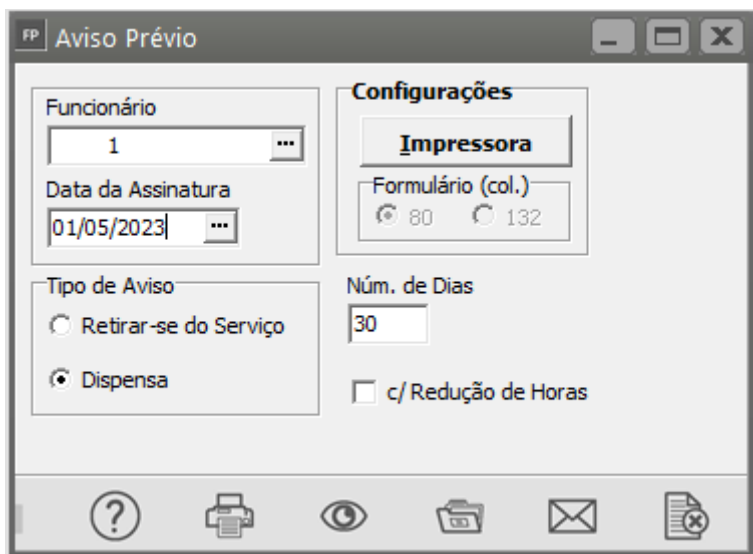 FP Aviso Prévio
Funcionário
1
Data da Assinatura
01/05/2023
Configurações
Impressora
Formulário (col.)
80 132
Tipo de Aviso
Retirar-se do Serviço
Dispensa
Núm. de Dias
30
c/ Redução de Horas